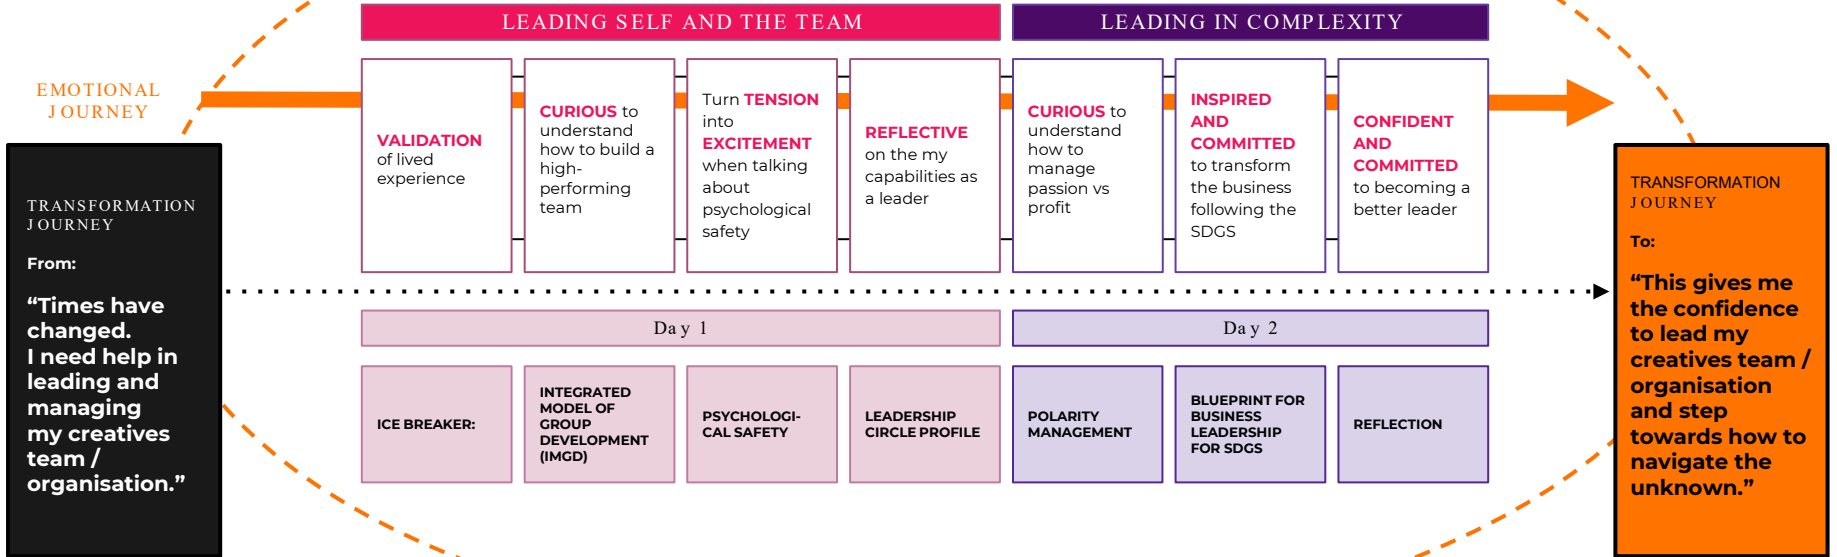 LEADING SELF AND THE TEAM
LEADING IN COMPLEXITY
EMOTIONAL
JOURNEY
VALIDATION
of lived
experience
CURIOUS to
understand
how to build a
high-
performing
team
Turn TENSION
into
EXCITEMENT
when talking
about
psychological
safety
REFLECTIVE
on the my
capabilities as
a leader
CURIOUS to
understand
how to
manage
passion vs
profit
INSPIRED
AND
COMMITTED
to transform
the business
following the
SDGS
CONFIDENT
AND
COMMITTED
to becoming a
better leader
TRANSFORMATION
JOURNEY
From:
“Times have
changed.
I need help in
leading and
managing
my creatives
team /
organisation.”
Day 1
Day 2
ICE BREAKER:
INTEGRATED
MODEL OF
GROUP
DEVELOPMENT
(IMGD)
PSYCHOLOGI-
CAL SAFETY
LEADERSHIP
CIRCLE PROFILE
POLARITY
MANAGEMENT
BLUEPRINT FOR
BUSINESS
LEADERSHIP
FOR SDGS
REFLECTION
TRANSFORMATION
JOURNEY
To:
“This gives me
the confidence
to lead my
creatives team /
organisation
and step
towards how to
navigate the
unknown.”